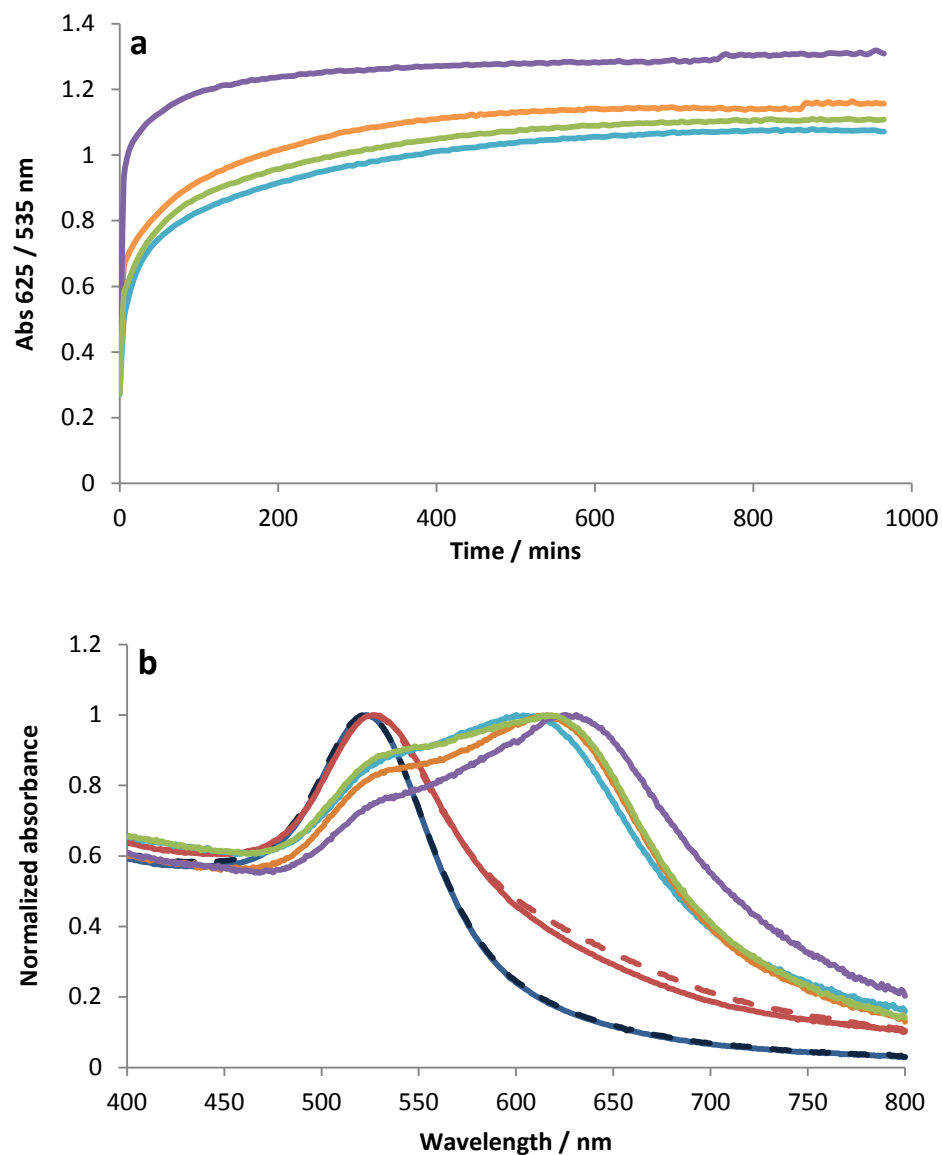 a
Abs 625 / 535 nm
1.4
1.2
1
0.8
0.6
0.4
0.2
0
0 200 400 600 800 1000
Time / mins
b
Normalized absorbance
1.2
1
0.8
0.6
0.4
0.2
0
400 450 500 550 600 650 700 750 800
Wavelength / nm